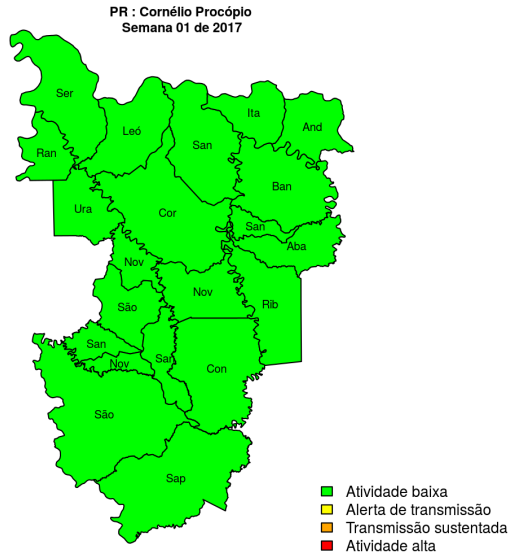 PR : Cornélio Procópio
Semana 01 de 2017
Ser
Ita
Leó
And
San
Ran
Ban
Ura
Cor
San
Aba
Nov
Nov
São
Rib
San
San
Nov
Con
São
Sap
Atividade baixa
Alerta de transmissão
Transmissão sustentada
Atividade alta